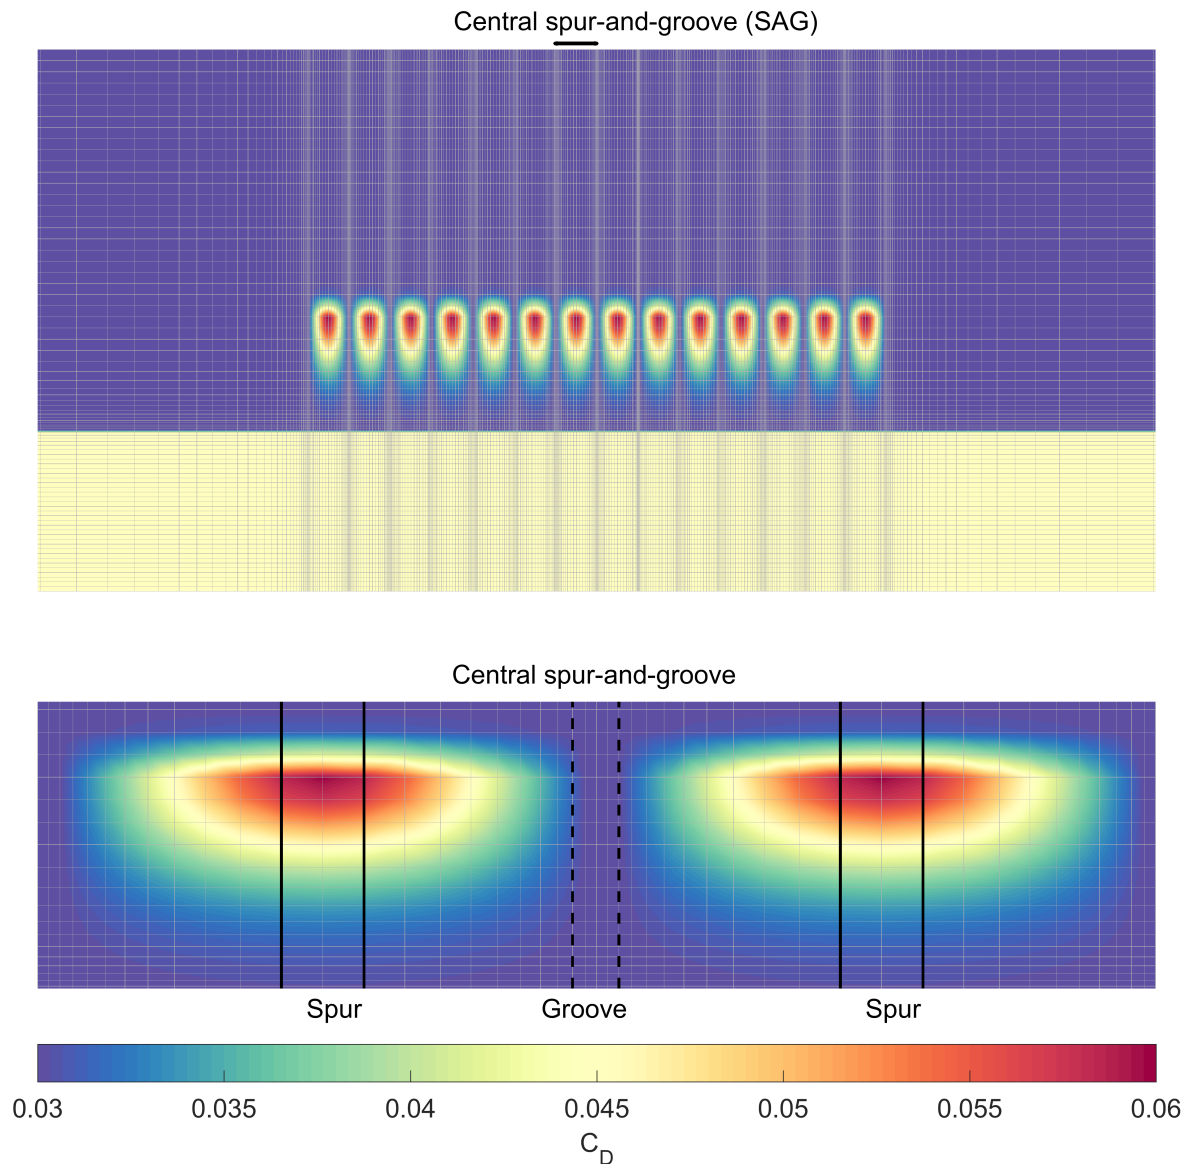 Central spur-and-groove (SAG)
Central spur-and-groove
Spur Groove Spur
0.03 0.035 0.04 0.045 0.05 0.055 0.06
C_D